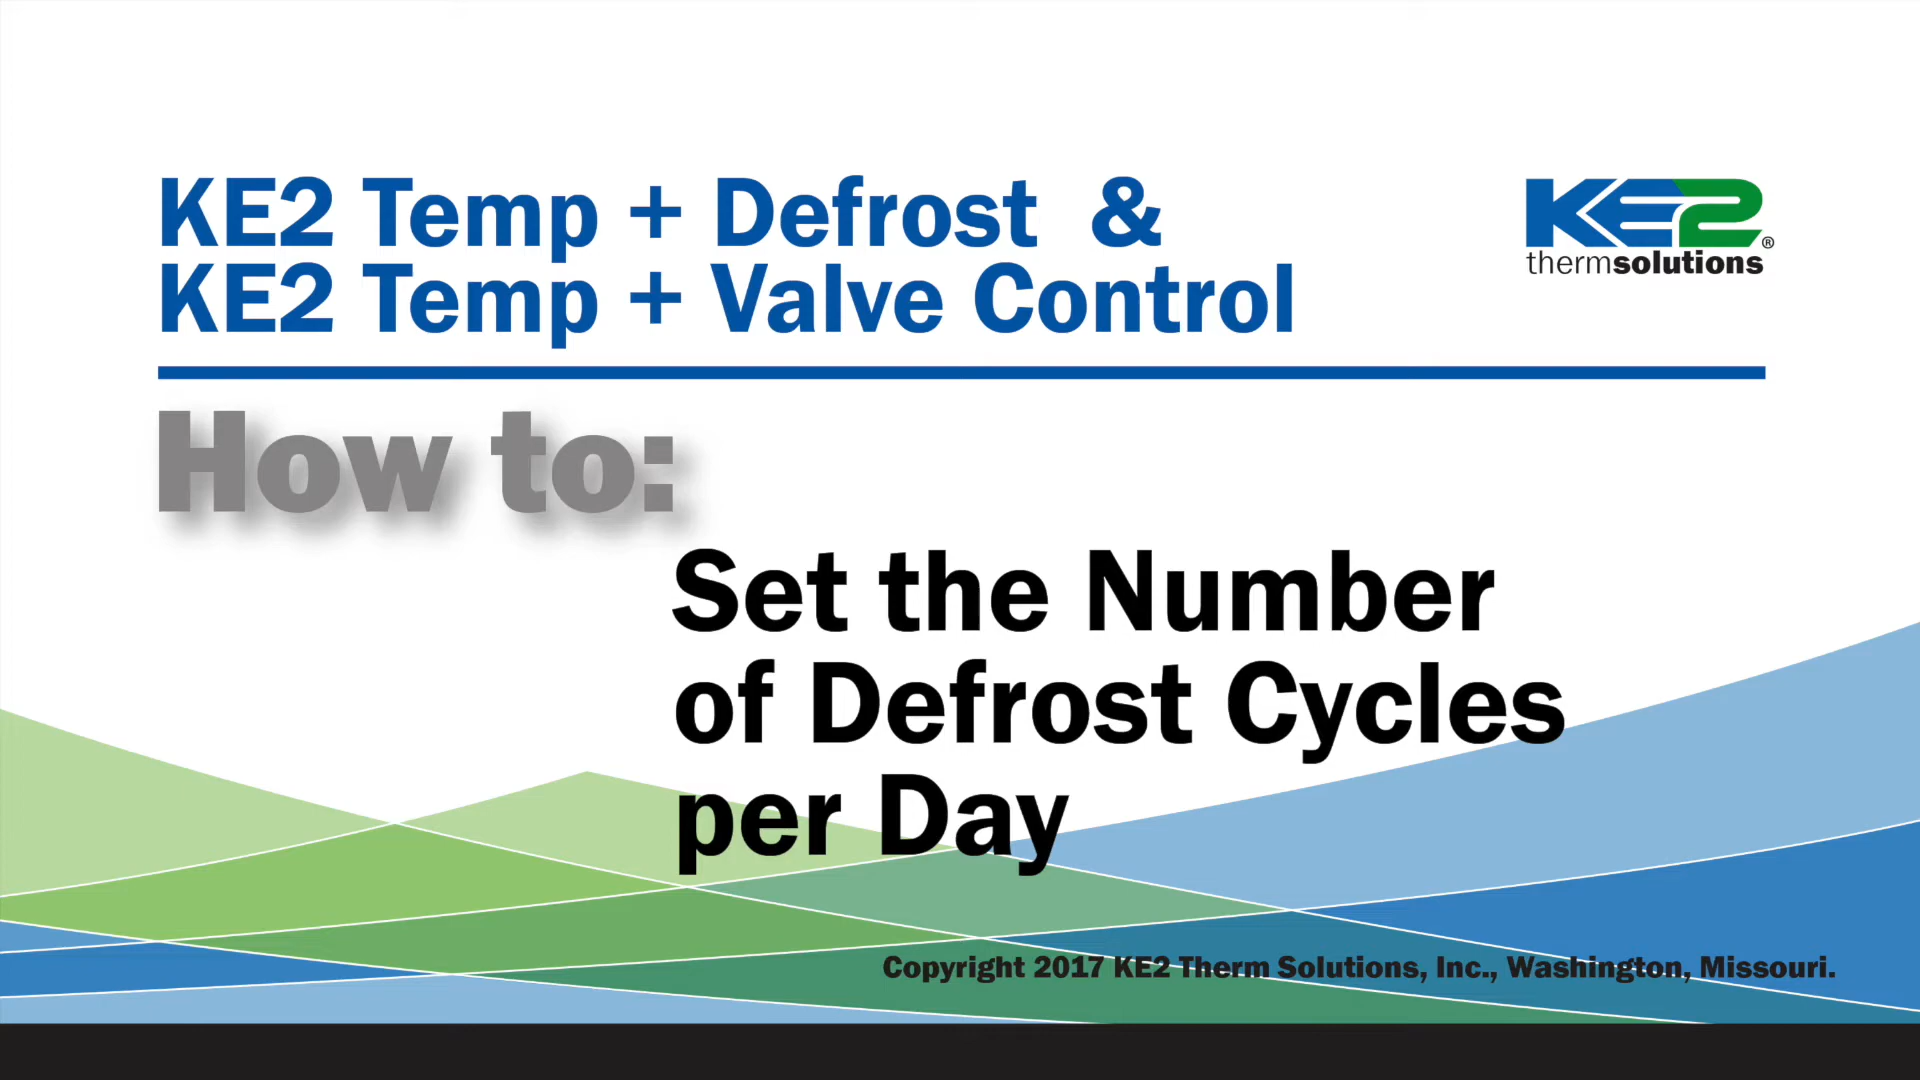 KE2 Temp + Defrost &
KE2 Temp + Valve Control
KE2®
thermsolutions
How to:
Set the Number
of Defrost Cycles
per Day
Copyright 2017 KE2 Therm Solutions, Inc., Washington, Missouri.